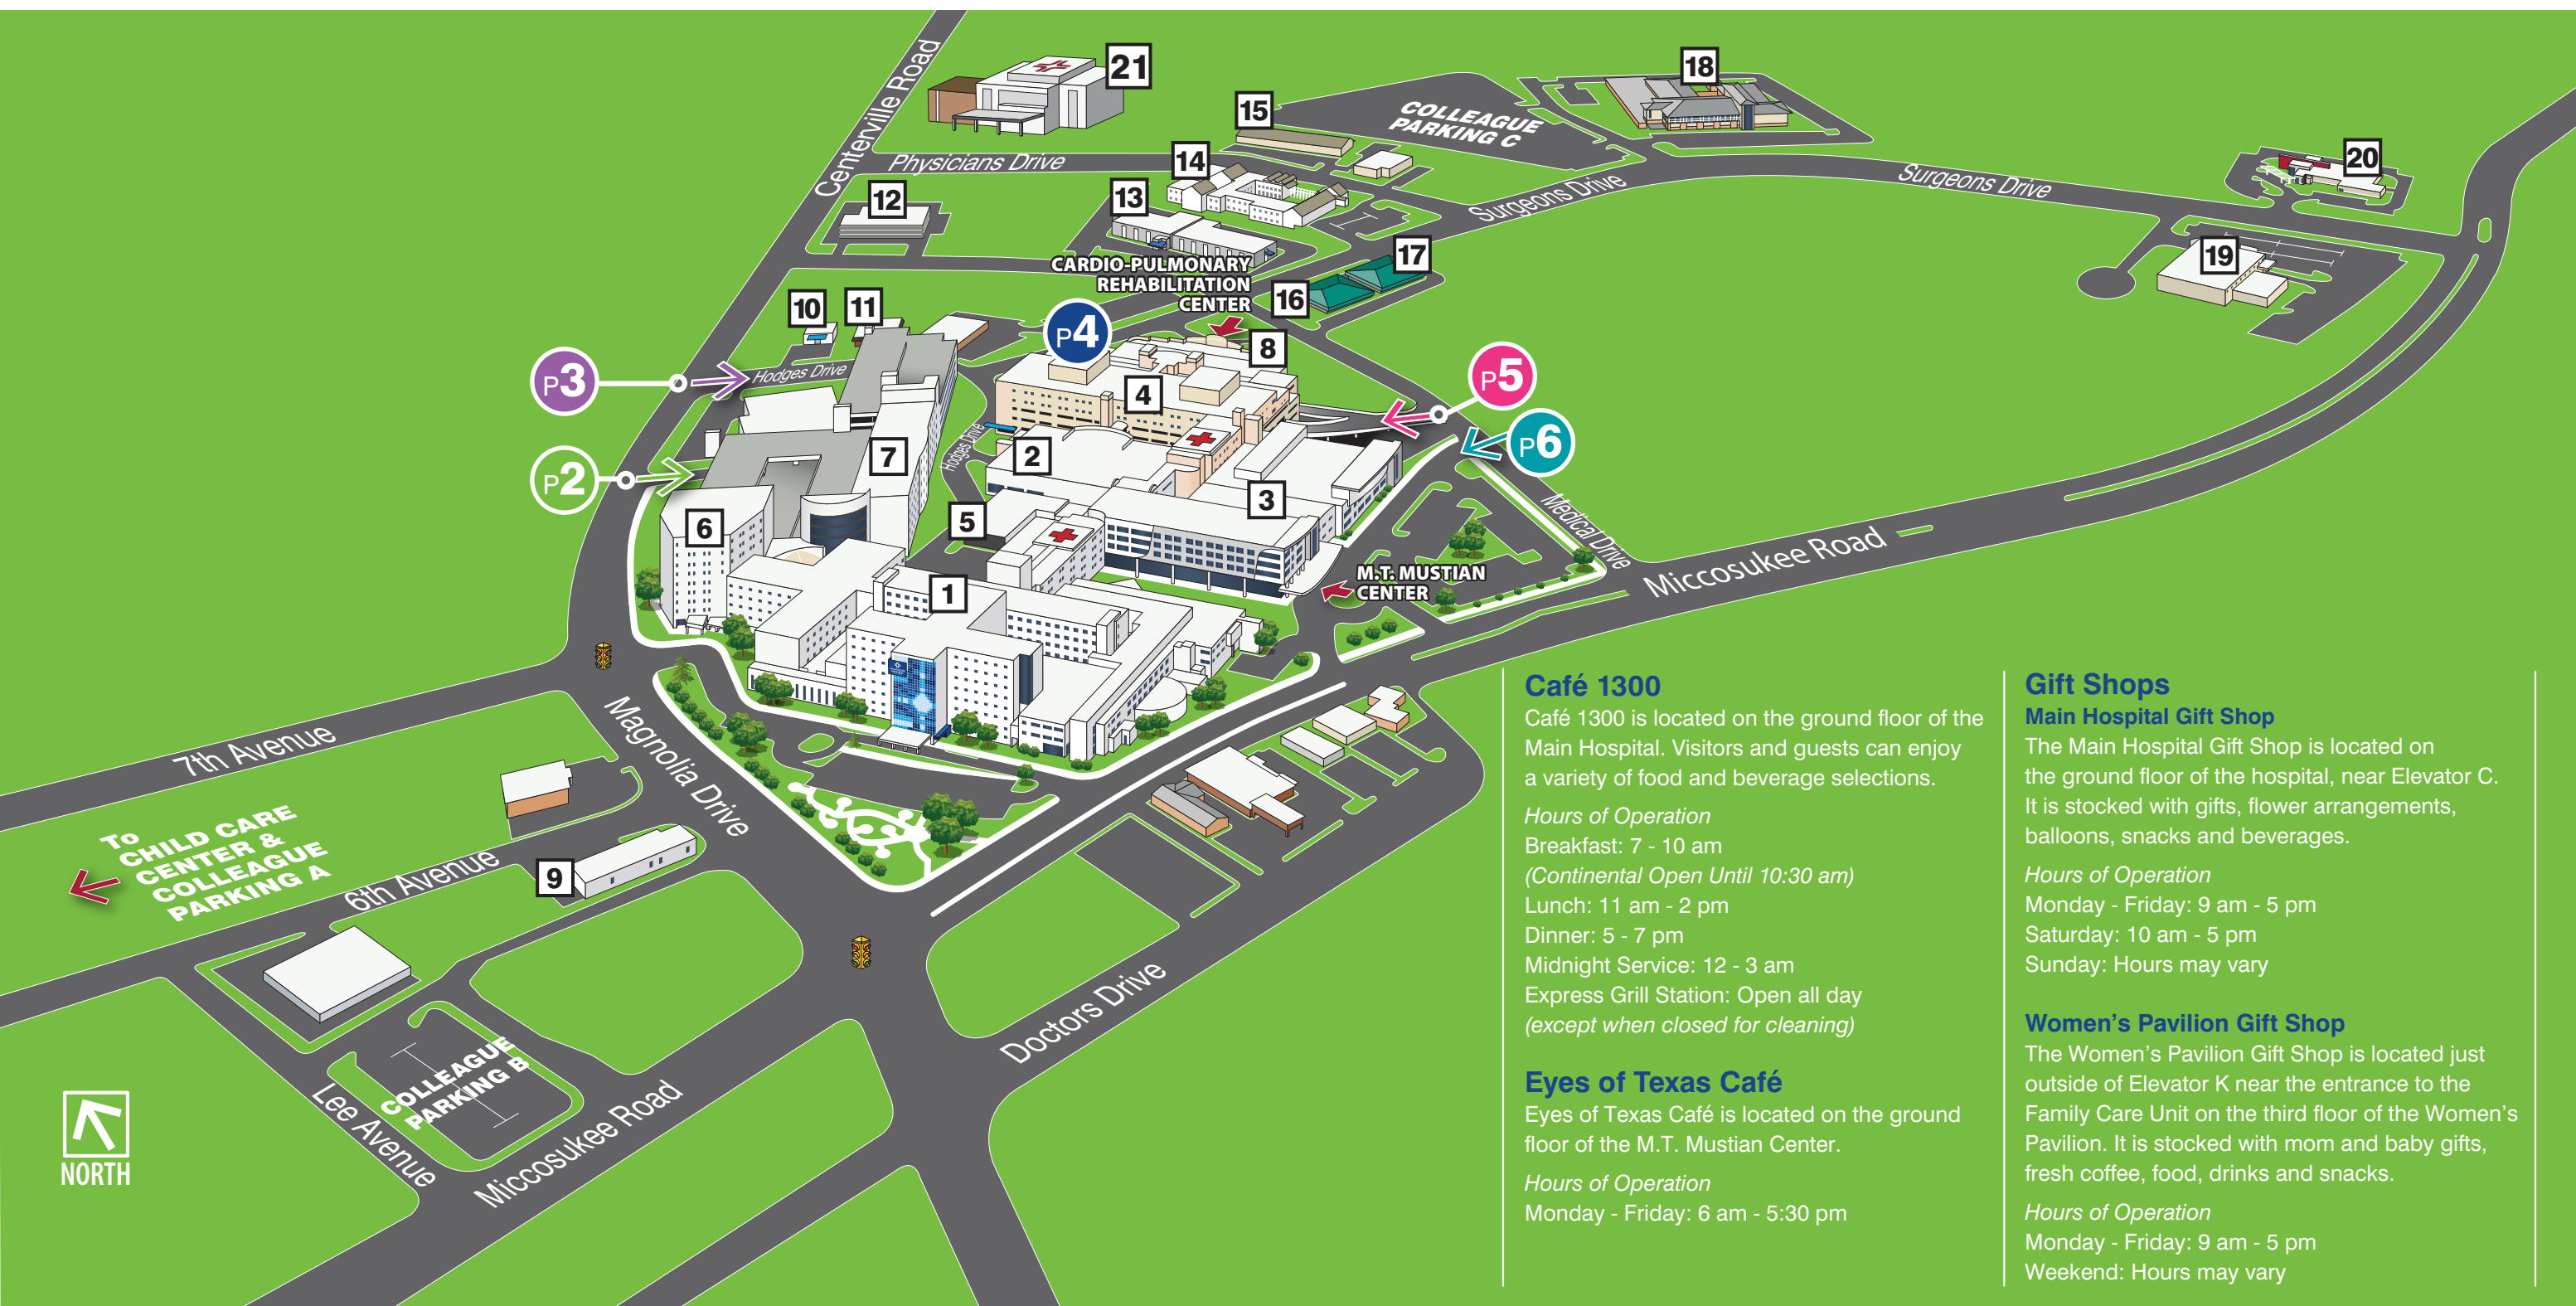 Centerville Road
21
18
15
COLLEAGUE
PARKING C
Physicians Drive
14
20
12
13
Surgeons Drive
Surgeons Drive
17
19
CARDIO-PULMONARY
REHABILITATION
CENTER
16
10
11
P4
8
P3
Hodges Drive
P5
4
P6
P2
7
2
Hodges Drive
3
6
5
Medical Drive
Miccosukee Road
M.T. MUSTIAN
CENTER
1
7th Avenue
Magnolia Drive
To
CHILD CARE
CENTER &
COLLEAGUE
PARKING A
6th Avenue
9
Doctors Drive
COLLEAGUE
PARKING B
Lee Avenue
Miccosukee Road
NORTH
Café 1300
Café 1300 is located on the ground floor of the
Main Hospital. Visitors and guests can enjoy
a variety of food and beverage selections.
Hours of Operation
Breakfast: 7 - 10 am
(Continental Open Until 10:30 am)
Lunch: 11 am - 2 pm
Dinner: 5 - 7 pm
Midnight Service: 12 - 3 am
Express Grill Station: Open all day
(except when closed for cleaning)
Eyes of Texas Café
Eyes of Texas Café is located on the ground
floor of the M.T. Mustian Center.
Hours of Operation
Monday - Friday: 6 am - 5:30 pm
Gift Shops
Main Hospital Gift Shop
The Main Hospital Gift Shop is located on
the ground floor of the hospital, near Elevator C.
It is stocked with gifts, flower arrangements,
balloons, snacks and beverages.
Hours of Operation
Monday - Friday: 9 am - 5 pm
Saturday: 10 am - 5 pm
Sunday: Hours may vary
Women’s Pavilion Gift Shop
The Women’s Pavilion Gift Shop is located just
outside of Elevator K near the entrance to the
Family Care Unit on the third floor of the Women’s
Pavilion. It is stocked with mom and baby gifts,
fresh coffee, food, drinks and snacks.
Hours of Operation
Monday - Friday: 9 am - 5 pm
Weekend: Hours may vary